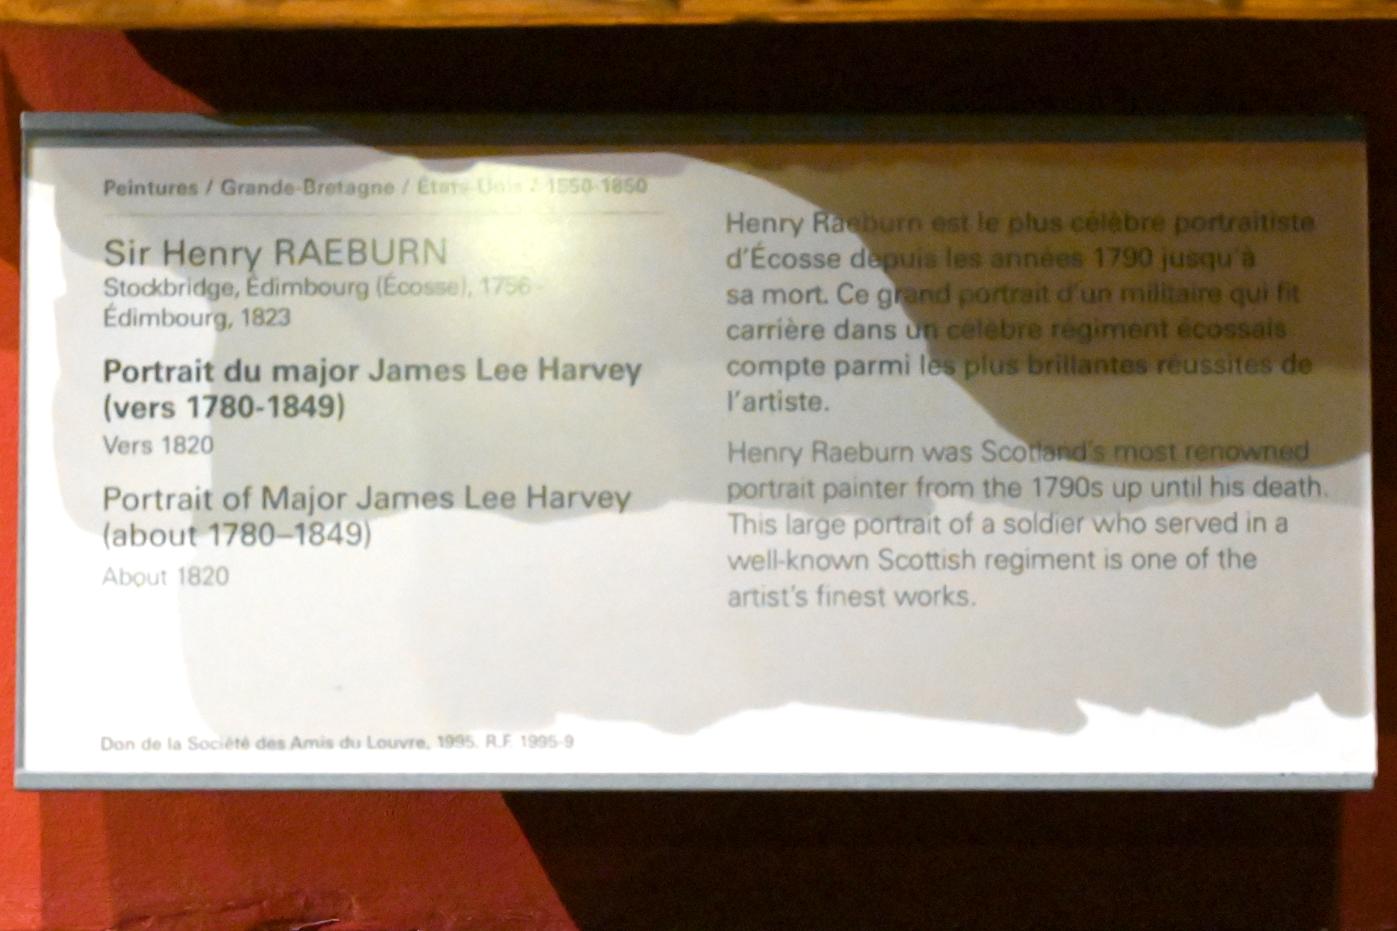 Peintures / Grande-Bretagne / États-Unis / 1550-1850
Sir Henry RAEBURN
Stockbridge, Édimbourg (Écosse), 1756 -
Édimbourg, 1823
Portrait du major James Lee Harvey
(vers 1780-1849)
Vers 1820
Portrait of Major James Lee Harvey
(about 1780–1849)
About 1820
Don de la Société des Amis du Louvre, 1995. R.F. 1995-9
Henry Raeburn est le plus célèbre portraitiste
d'Écosse depuis les années 1790 jusqu'à
sa mort. Ce grand portrait d'un militaire qui fit
carrière dans un célèbre régiment écossais
compte parmi les plus brillantes réussites de
l'artiste.
Henry Raeburn was Scotland's most renowned
portrait painter from the 1790s up until his death.
This large portrait of a soldier who served in a
well-known Scottish regiment is one of the
artist's finest works.